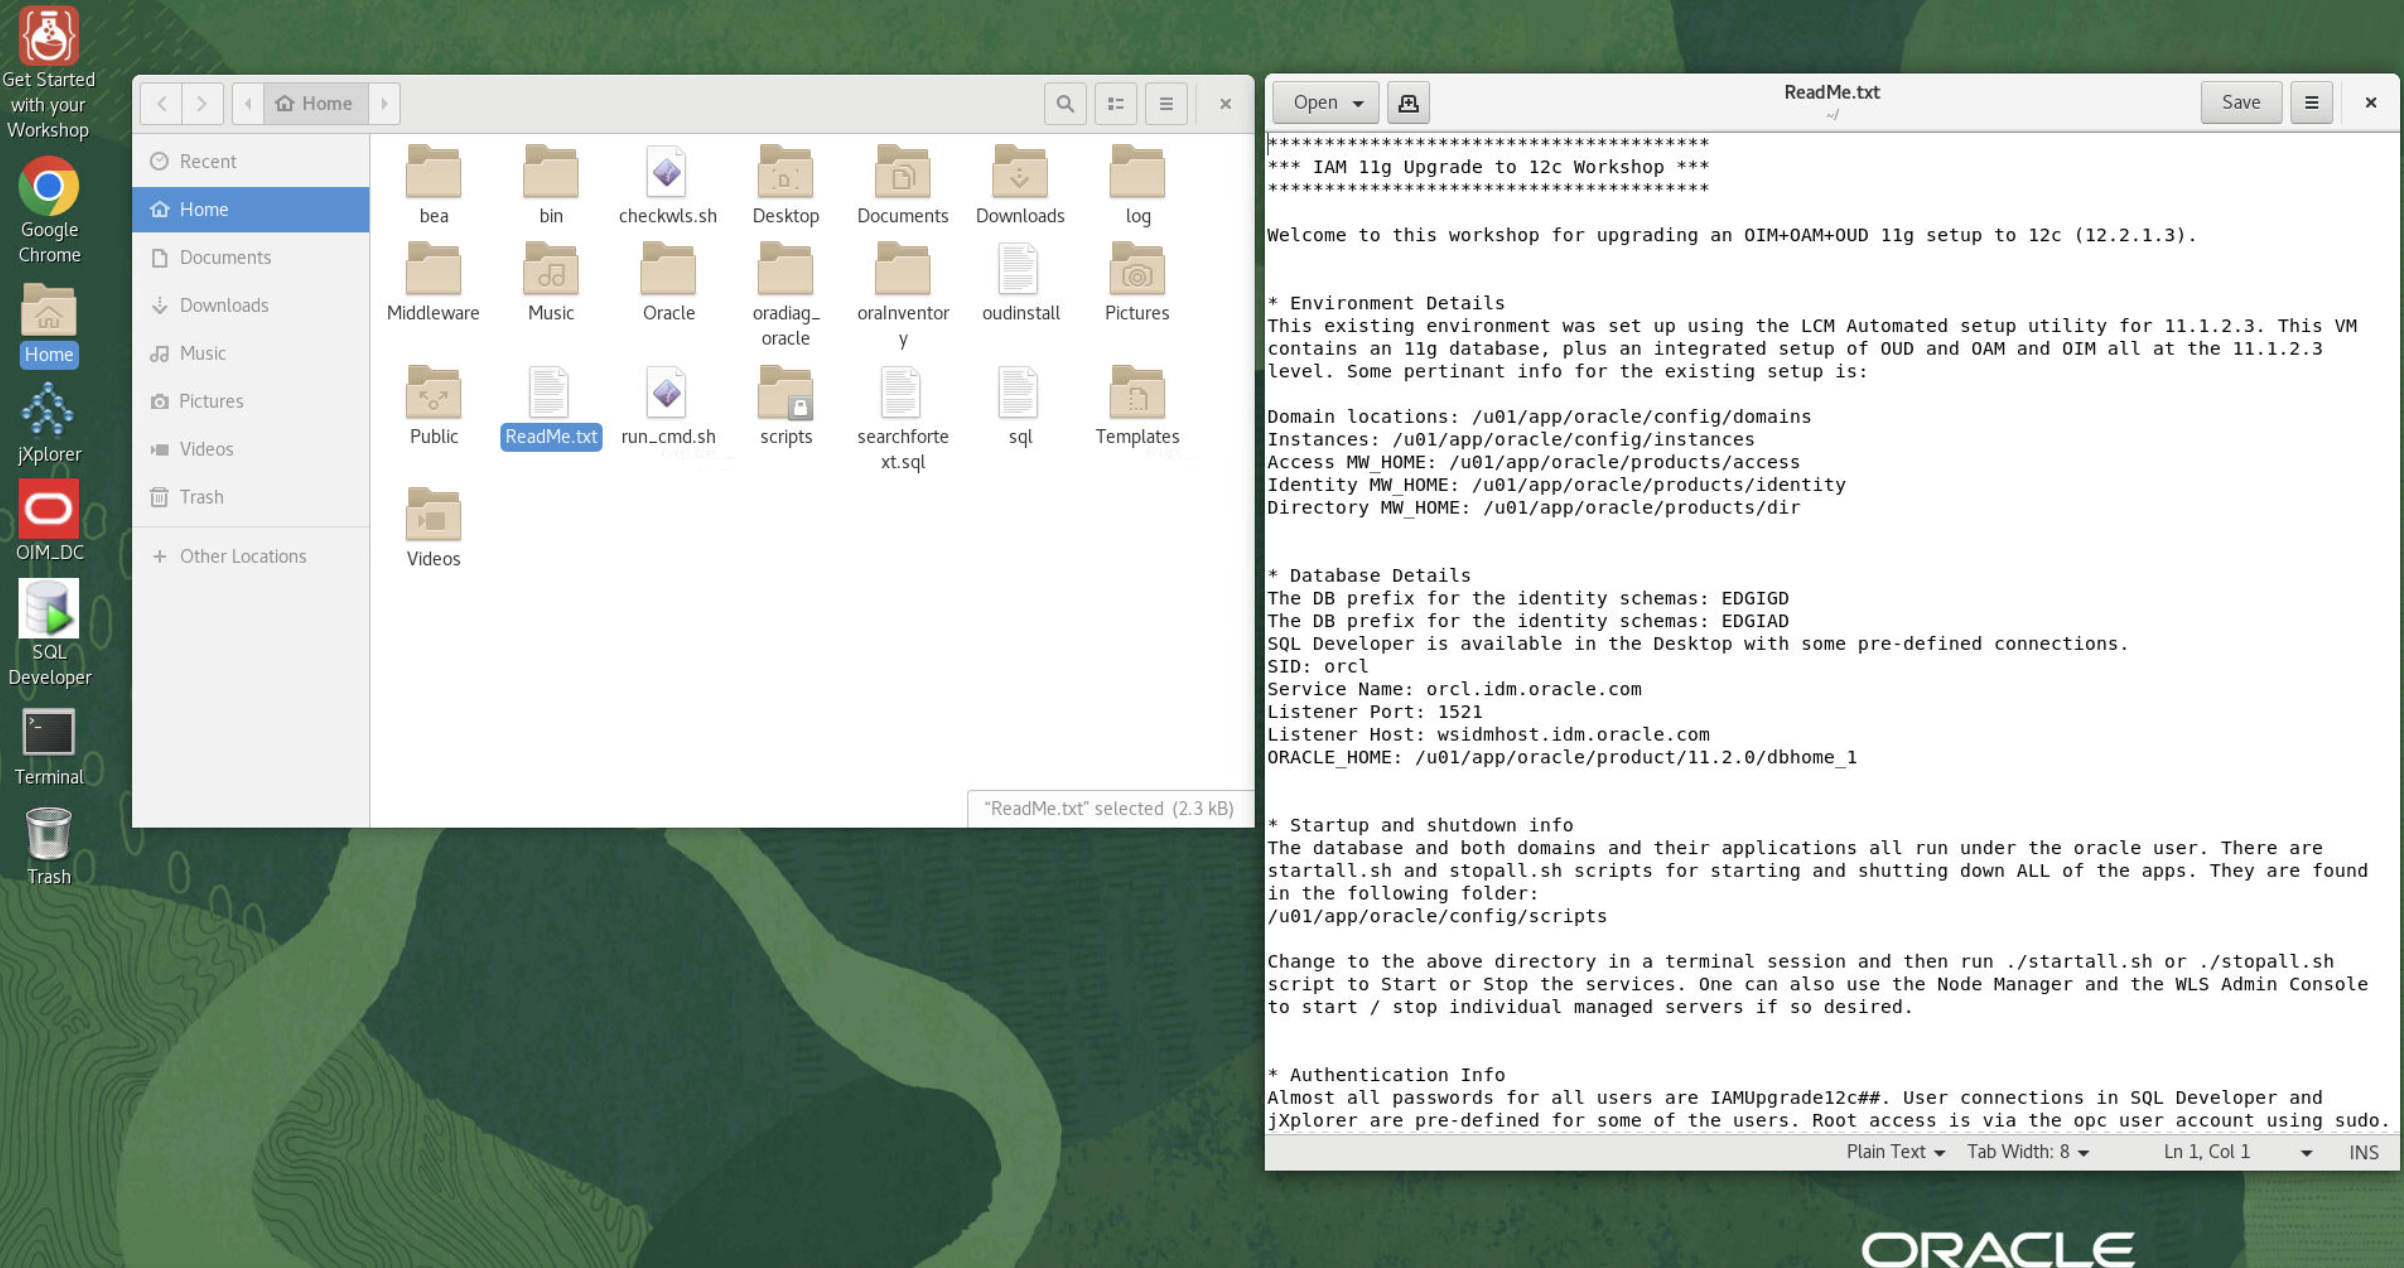 Get Started
with your
Workshop
Google
Chrome
Home
jXplorer
OIM_DC
SQL
Developer
Terminal
Trash
Home
Recent
Home
Documents
Downloads
Music
Pictures
Videos
Trash
Other Locations
bea
bin
checkwls.sh
Desktop
Documents
Downloads
log
Middleware
Music
Oracle
oradiag_
oracle
oraInventor
y
oudinstall
Pictures
Public
ReadMe.txt
run_cmd.sh
scripts
searchforte
xt.sql
sql
Templates
Videos
“ReadMe.txt” selected (2.3 kB)
Open
ReadMe.txt
~/
Save
***************************************
*** IAM 11g Upgrade to 12c Workshop ***
***************************************
Welcome to this workshop for upgrading an OIM+OAM+OUD 11g setup to 12c (12.2.1.3).
* Environment Details
This existing environment was set up using the LCM Automated setup utility for 11.1.2.3. This VM
contains an 11g database, plus an integrated setup of OUD and OAM and OIM all at the 11.1.2.3
level. Some pertinant info for the existing setup is:
Domain locations: /u01/app/oracle/config/domains
Instances: /u01/app/oracle/config/instances
Access MW_HOME: /u01/app/oracle/products/access
Identity MW_HOME: /u01/app/oracle/products/identity
Directory MW_HOME: /u01/app/oracle/products/dir
* Database Details
The DB prefix for the identity schemas: EDGIGD
The DB prefix for the identity schemas: EDGIAD
SQL Developer is available in the Desktop with some pre-defined connections.
SID: orcl
Service Name: orcl.idm.oracle.com
Listener Port: 1521
Listener Host: wsidmhost.idm.oracle.com
ORACLE_HOME: /u01/app/oracle/product/11.2.0/dbhome_1
* Startup and shutdown info
The database and both domains and their applications all run under the oracle user. There are
startall.sh and stopall.sh scripts for starting and shutting down ALL of the apps. They are found
in the following folder:
/u01/app/oracle/config/scripts
Change to the above directory in a terminal session and then run ./startall.sh or ./stopall.sh
script to Start or Stop the services. One can also use the Node Manager and the WLS Admin Console
to start / stop individual managed servers if so desired.
* Authentication Info
Almost all passwords for all users are IAMUpgrade12c##. User connections in SQL Developer and
jXplorer are pre-defined for some of the users. Root access is via the opc user account using sudo.
Plain Text
Tab Width: 8
Ln 1, Col 1
INS
ORACLE